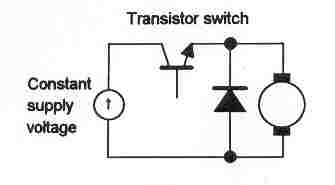 Transistor switch
Constant
supply
voltage